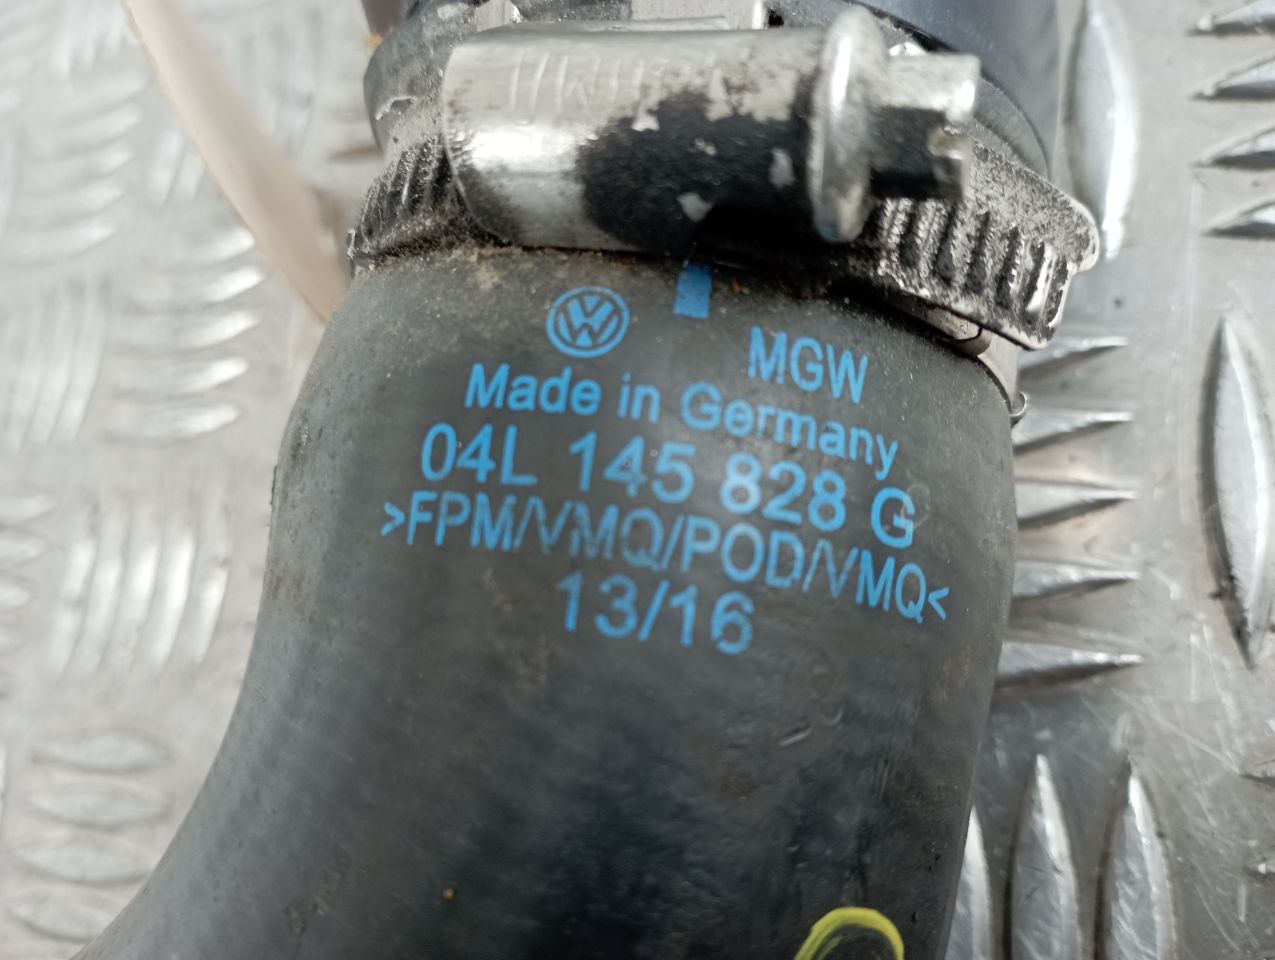 MGW
Made in Germany
04L 145 828 G
>FPM/VMQ/POD/VMQ<
13/16